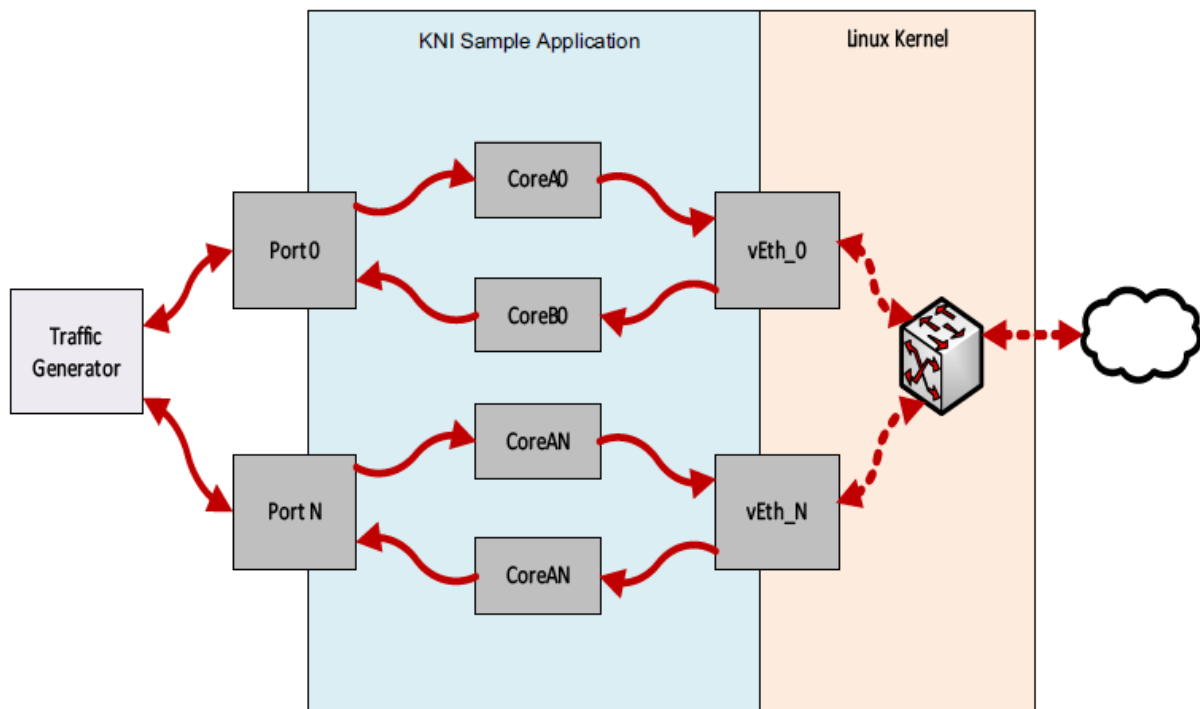 KNI Sample Application
Linux Kernel
CoreA0
Port 0
vEth_0
CoreB0
Traffic
Generator
CoreAN
Port N
vEth_N
CoreAN